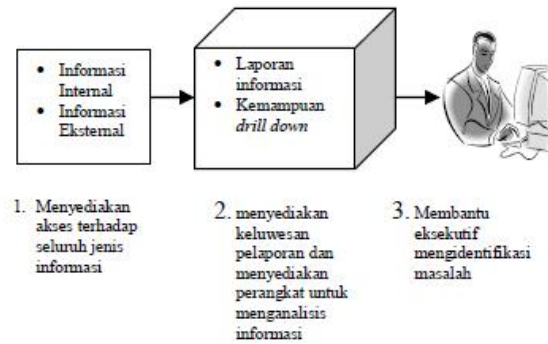 • Informasi
Internal
• Informasi
Eksternal
• Laporan
informasi
• Kemampuan
drill down
1. Menyediakan
akses terhadap
seluruh jenis
informasi
2. menyediakan
keluwesan
pelaporan dan
menyediakan
perangkat untuk
menganalisis
informasi
3. Membantu
eksekutif
mengidentifikasi
masalah